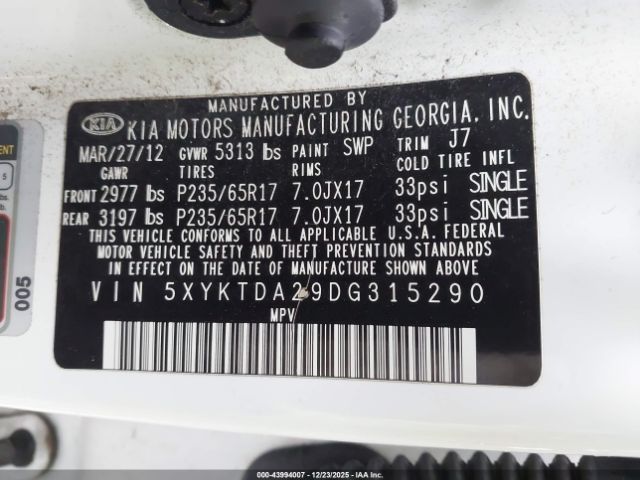 MANUFACTURED BY
KIA KIA MOTORS MANUFACTURING GEORGIA, INC.
MAR/27/12 GVWR 5313 lbs PAINT SWP TRIM J7
GAWR TIRES RIMS COLD TIRE INFL
FRONT 2977 lbs P235/65R17 7.0JX17 33psi SINGLE
REAR 3197 lbs P235/65R17 7.0JX17 33psi SINGLE
THIS VEHICLE CONFORMS TO ALL APPLICABLE U.S.A. FEDERAL
MOTOR VEHICLE SAFETY AND THEFT PREVENTION STANDARDS
IN EFFECT ON THE DATE OF MANUFACTURE SHOWN ABOVE.
VIN 5XYKTDA29DG315290
MPV
5
005
000-43994007 - 12/23/2025 - IAA Inc.